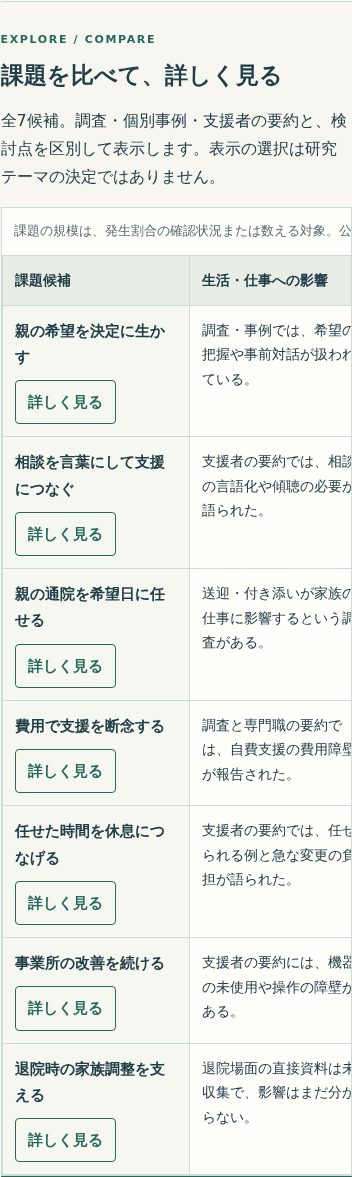 EXPLORE / COMPARE
課題を比べて、詳しく見る
全7候補。調査・個別事例・支援者の要約と、検
討点を区別して表示します。表示の選択は研究
テーマの決定ではありません。
課題の規模は、発生割合の確認状況または数える対象。公
課題候補
生活・仕事への影響
親の希望を決定に生か
す
詳しく見る
調査・事例では、希望の
把握や事前対話が扱われ
ている。
相談を言葉にして支援
につなぐ
詳しく見る
支援者の要約では、相談
の言語化や傾聴の必要が
語られた。
親の通院を希望日に任
せる
詳しく見る
送迎・付き添いが家族の
仕事に影響するという調
査がある。
費用で支援を断念する
詳しく見る
調査と専門職の要約で
は、自費支援の費用障壁
が報告された。
任せた時間を休息につ
なげる
詳しく見る
支援者の要約では、任せ
られる例と急な変更の負
担が語られた。
事業所の改善を続ける
詳しく見る
支援者の要約には、機器
の未使用や操作の障壁が
ある。
退院時の家族調整を支
える
詳しく見る
退院場面の直接資料は未
収集で、影響はまだ分か
らない。